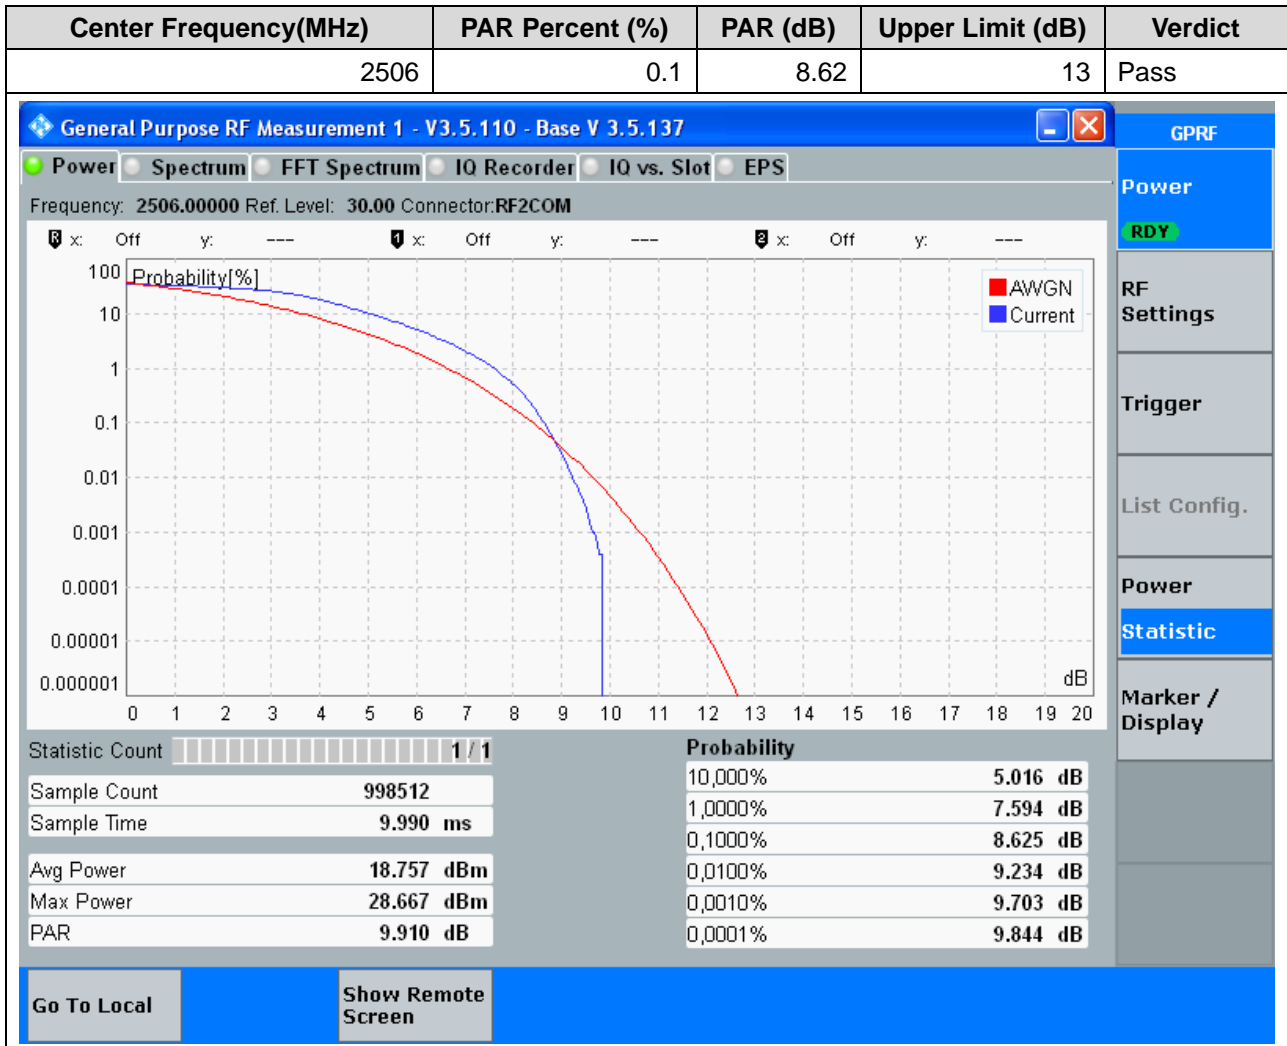 Center Frequency(MHz) PAR Percent (%) PAR (dB) Upper Limit (dB) Verdict
2506 0.1 8.62 13 Pass
General Purpose RF Measurement 1 - V3.5.110 - Base V 3.5.137
GPRF
Power Spectrum FFT Spectrum IQ Recorder IQ vs. Slot EPS
Power
RDY
Frequency: 2506.00000 Ref. Level: 30.00 Connector:RF2COM
R x: Off y: --- 1 x: Off y: --- 2 x: Off y: ---
Probability[%]
AWGN
Current
100
10
1
0.1
0.01
0.001
0.0001
0.00001
0.000001
dB
0 1 2 3 4 5 6 7 8 9 10 11 12 13 14 15 16 17 18 19 20
RF
Settings
Trigger
List Config.
Power
Statistic
Marker /
Display
Statistic Count 1 / 1
Sample Count 998512
Sample Time 9.990 ms
Avg Power 18.757 dBm
Max Power 28.667 dBm
PAR 9.910 dB
Probability
10,000% 5.016 dB
1,0000% 7.594 dB
0,1000% 8.625 dB
0,0100% 9.234 dB
0,0010% 9.703 dB
0,0001% 9.844 dB
Go To Local
Show Remote
Screen